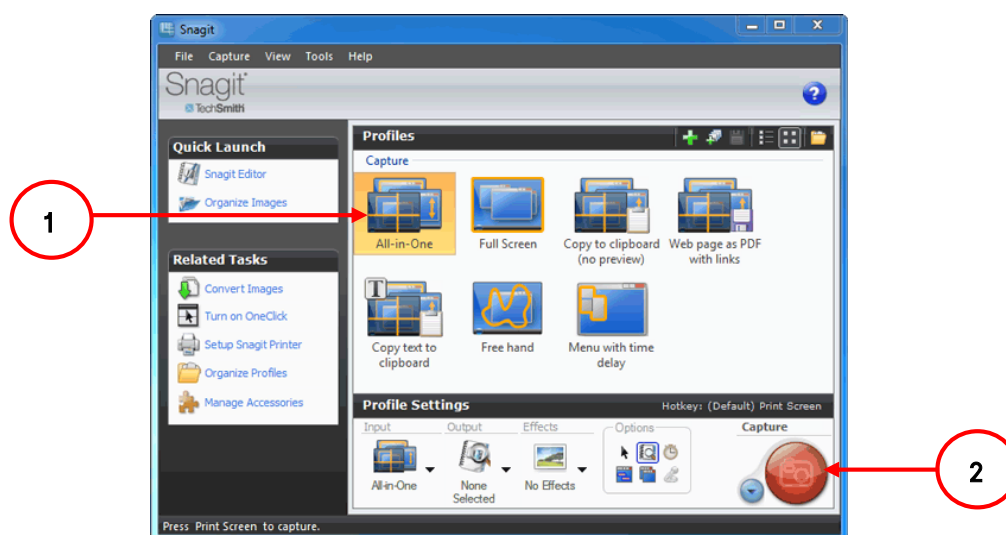 Snagit
File Capture View Tools Help
Snagit
TechSmith
?
Quick Launch
Snagit Editor
Organize Images
Related Tasks
Convert Images
Turn on OneClick
Setup Snagit Printer
Organize Profiles
Manage Accessories
Profiles
Capture
All-in-One
Full Screen
Copy to clipboard
(no preview)
Web page as PDF
with links
T
Copy text to
clipboard
Free hand
Menu with time
delay
Profile Settings
Hotkey: (Default) Print Screen
Input
Output
Effects
Options
Capture
All-in-One
None
Selected
No Effects
Press Print Screen to capture.
1
2